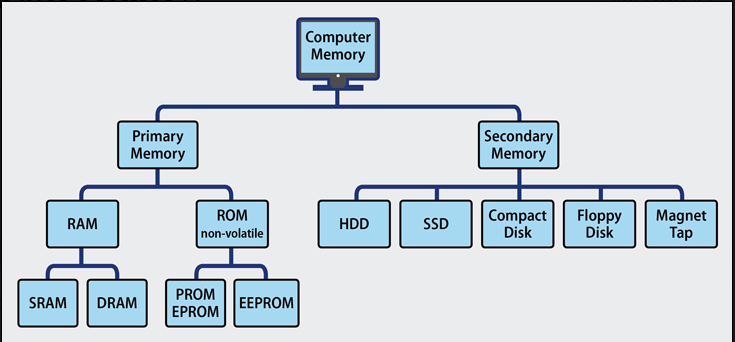 Computer
Memory
Primary
Memory
Secondary
Memory
RAM
ROM
non-volatile
HDD
SSD
Compact
Disk
Floppy
Disk
Magnet
Tap
SRAM
DRAM
PROM
EPROM
EEPROM